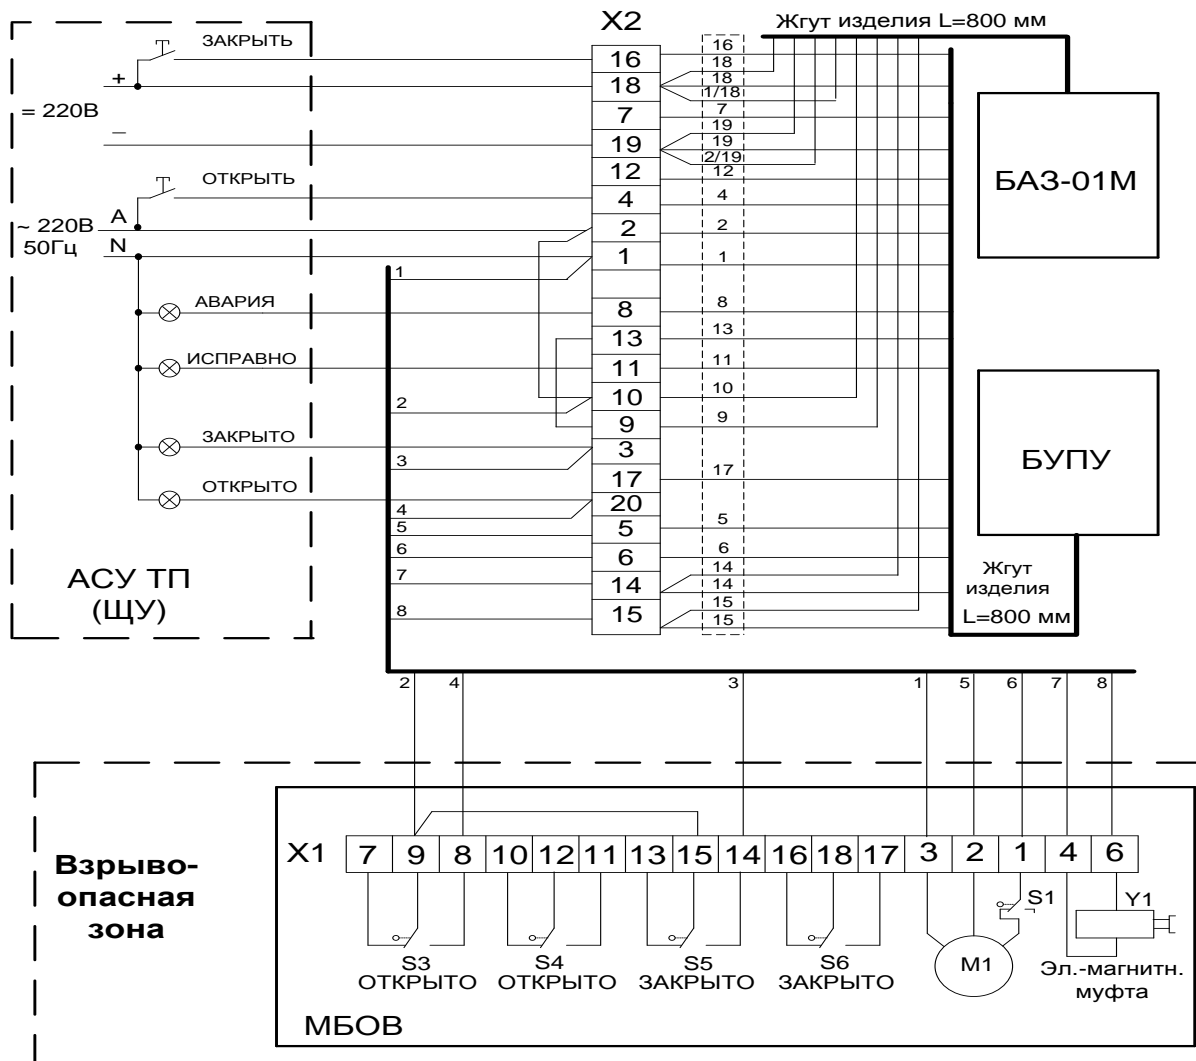 X2
Жгут изделия L=800 мм
ЗАКРЫТЬ
+
= 220В
–
ОТКРЫТЬ
А
~ 220В
50Гц
N
АВАРИЯ
ИСПРАВНО
ЗАКРЫТО
ОТКРЫТО
АСУ ТП
(ЩУ)
1
2
3
4
5
6
7
8
16
18
7
19
12
4
2
1
8
13
11
10
9
3
17
20
5
6
14
15
16
18
18
1/18
7
19
19
2/19
12
4
2
1
8
13
11
10
9
17
5
6
14
14
15
15
БАЗ-01М
БУПУ
Жгут
изделия
L=800 мм
2 4 3 1 5 6 7 8
Взрыво-
опасная
зона
X1 7 9 8 10 12 11 13 15 14 16 18 17 3 2 1 4 6
S1
Y1
S3
ОТКРЫТО
S4
ОТКРЫТО
S5
ЗАКРЫТО
S6
ЗАКРЫТО
М1
Эл.-магнитн.
муфта
МБОВ